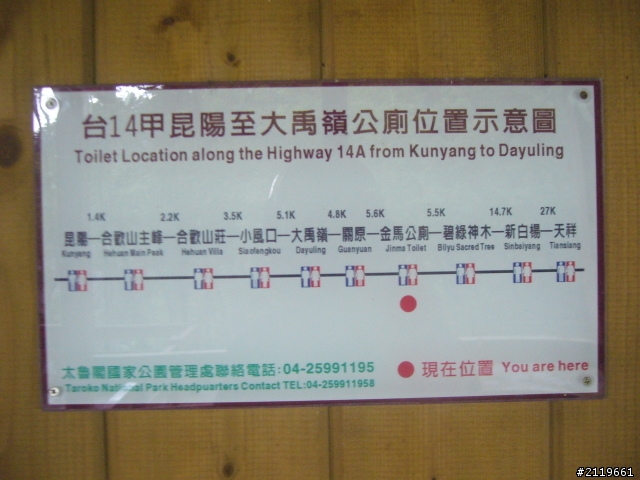 台14甲昆陽至大禹嶺公廁位置示意圖
Toilet Location along the Highway 14A from Kunyang to Dayuling
1.4K 2.2K 3.5K 5.1K 4.8K 5.6K 5.5K 14.7K 27K
昆陽—合歡山主峰—合歡山莊—小風口—大禹嶺—關原—金馬公廁—碧綠神木—新白楊—天祥
Kunyang Hehuan Main Peak Hehuan Villa Siaofengkou Dayuling Guanyuan Jinma Toilet Bilyu Sacred Tree Sinbaiyang Tiansiang
太魯閣國家公園管理處聯絡電話:04-25991195
Taroko National Park Headpuarters Contact TEL:04-259911958
現在位置 You are here
#2119661